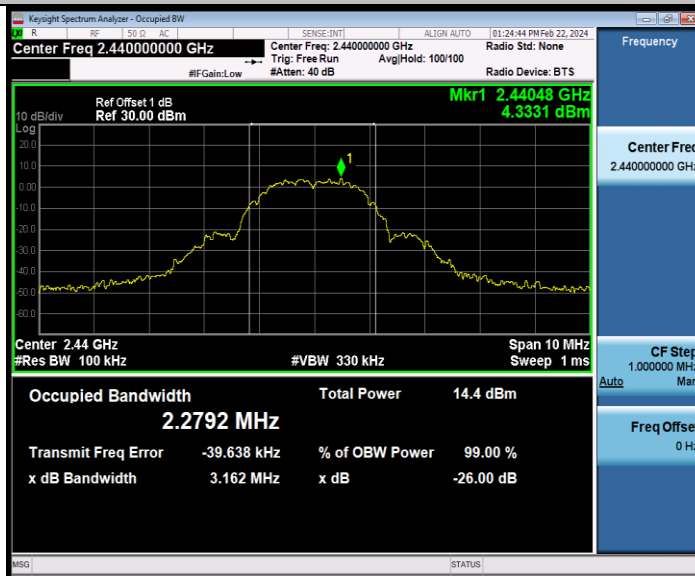 Keysight Spectrum Analyzer - Occupied BW
R RF 50 Ω AC SENSE:INT ALIGN AUTO 01:24:44 PM Feb 22, 2024
Center Freq 2.440000000 GHz
Center Freq: 2.440000000 GHz Radio Std: None
Trig: Free Run Avg|Hold: 100/100
#IFGain:Low #Atten: 40 dB Radio Device: BTS
Ref Offset 1 dB Mkr1 2.44048 GHz
10 dB/div Ref 30.00 dBm 4.3331 dBm
Log
20.0
1
10.0
0.00
-10.0
-20.0
-30.0
-40.0
-50.0
-60.0
Center 2.44 GHz Span 10 MHz
#Res BW 100 kHz #VBW 330 kHz Sweep 1 ms
Occupied Bandwidth Total Power 14.4 dBm
2.2792 MHz
Transmit Freq Error -39.638 kHz % of OBW Power 99.00 %
x dB Bandwidth 3.162 MHz x dB -26.00 dB
MSG STATUS
Frequency
Center Freq
2.440000000 GHz
CF Step
1.000000 MHz
Auto Man
Freq Offset
0 Hz